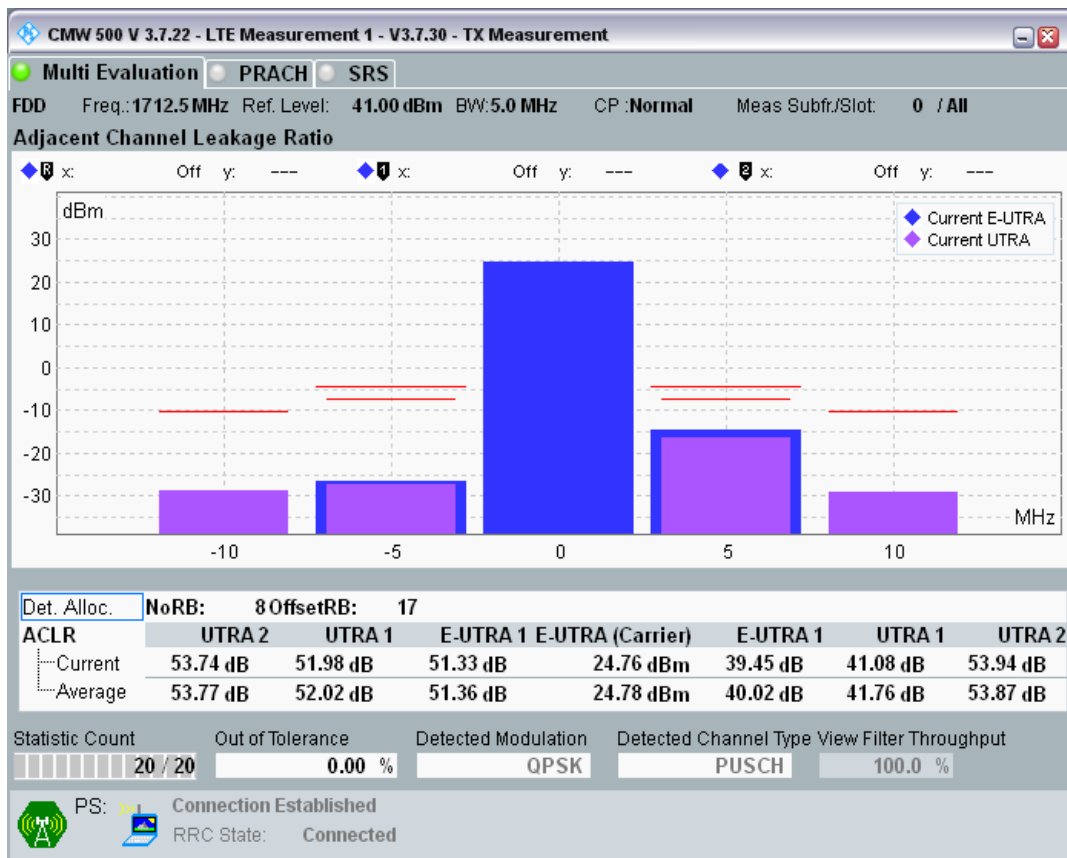 CMW 500 V 3.7.22 - LTE Measurement 1 - V3.7.30 - TX Measurement
Multi Evaluation PRACH SRS
FDD Freq.: 1712.5 MHz Ref. Level: 41.00 dBm BW: 5.0 MHz CP : Normal Meas Subfr./Slot: 0 / All
Adjacent Channel Leakage Ratio
R x: Off y: --- 1 x: Off y: --- 2 x: Off y: ---
dBm
Current E-UTRA
Current UTRA
30
20
10
0
-10
-20
-30
MHz
-10 -5 0 5 10
Det. Alloc. NoRB: 8 OffsetRB: 17
ACLR UTRA 2 UTRA 1 E-UTRA 1 E-UTRA (Carrier) E-UTRA 1 UTRA 1 UTRA 2
Current 53.74 dB 51.98 dB 51.33 dB 24.76 dBm 39.45 dB 41.08 dB 53.94 dB
Average 53.77 dB 52.02 dB 51.36 dB 24.78 dBm 40.02 dB 41.76 dB 53.87 dB
Statistic Count Out of Tolerance Detected Modulation Detected Channel Type View Filter Throughput
20 / 20 0.00 % QPSK PUSCH 100.0 %
PS: Connection Established
RRC State: Connected